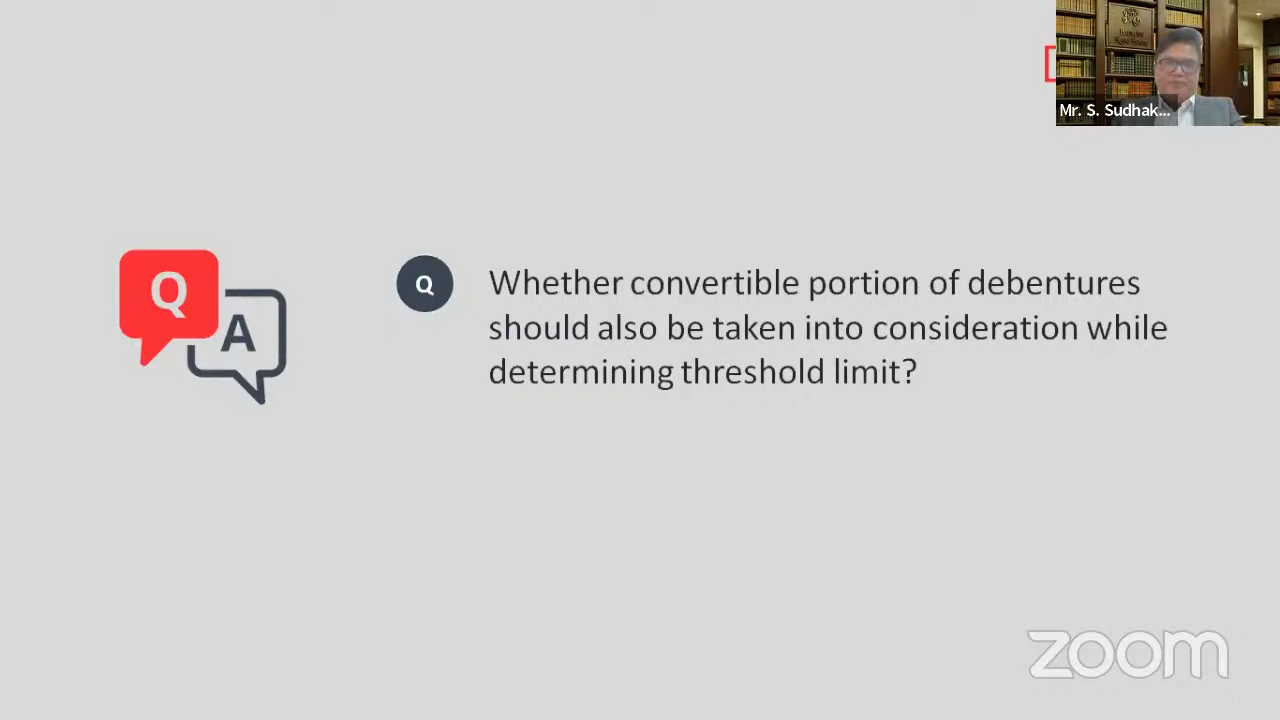 Mr. S. Sudhak...
Q
A
Q
Whether convertible portion of debentures
should also be taken into consideration while
determining threshold limit?
zoom